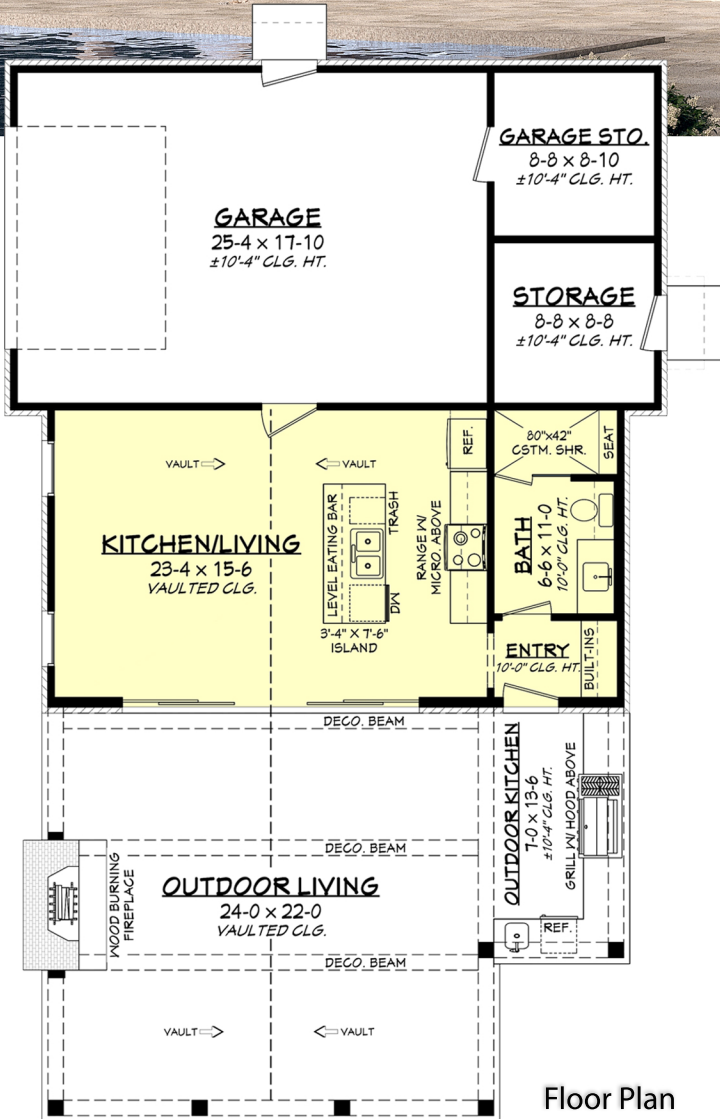 GARAGE STO.
8-8 x 8-10
±10'-4" CLG. HT.
GARAGE
25-4 x 17-10
±10'-4" CLG. HT.
STORAGE
8-8 x 8-8
±10'-4" CLG. HT.
REF.
80"x42"
CSTM. SHR.
SEAT
VAULT
VAULT
KITCHEN/LIVING
23-4 x 15-6
VAULTED CLG.
LEVEL EATING BAR
TRASH
DW
3'-4" X 7'-6"
ISLAND
RANGE W/
MICRO. ABOVE
BATH
6-6 x 11-0
10'-0" CLG. HT.
ENTRY
10'-0" CLG. HT.
BUILT-INS
DECO. BEAM
OUTDOOR KITCHEN
7-0 x 13-6
±10'-4" CLG. HT.
GRILL W/ HOOD ABOVE
DECO. BEAM
WOOD BURNING
FIREPLACE
OUTDOOR LIVING
24-0 x 22-0
VAULTED CLG.
REF.
DECO. BEAM
VAULT
VAULT
Floor Plan